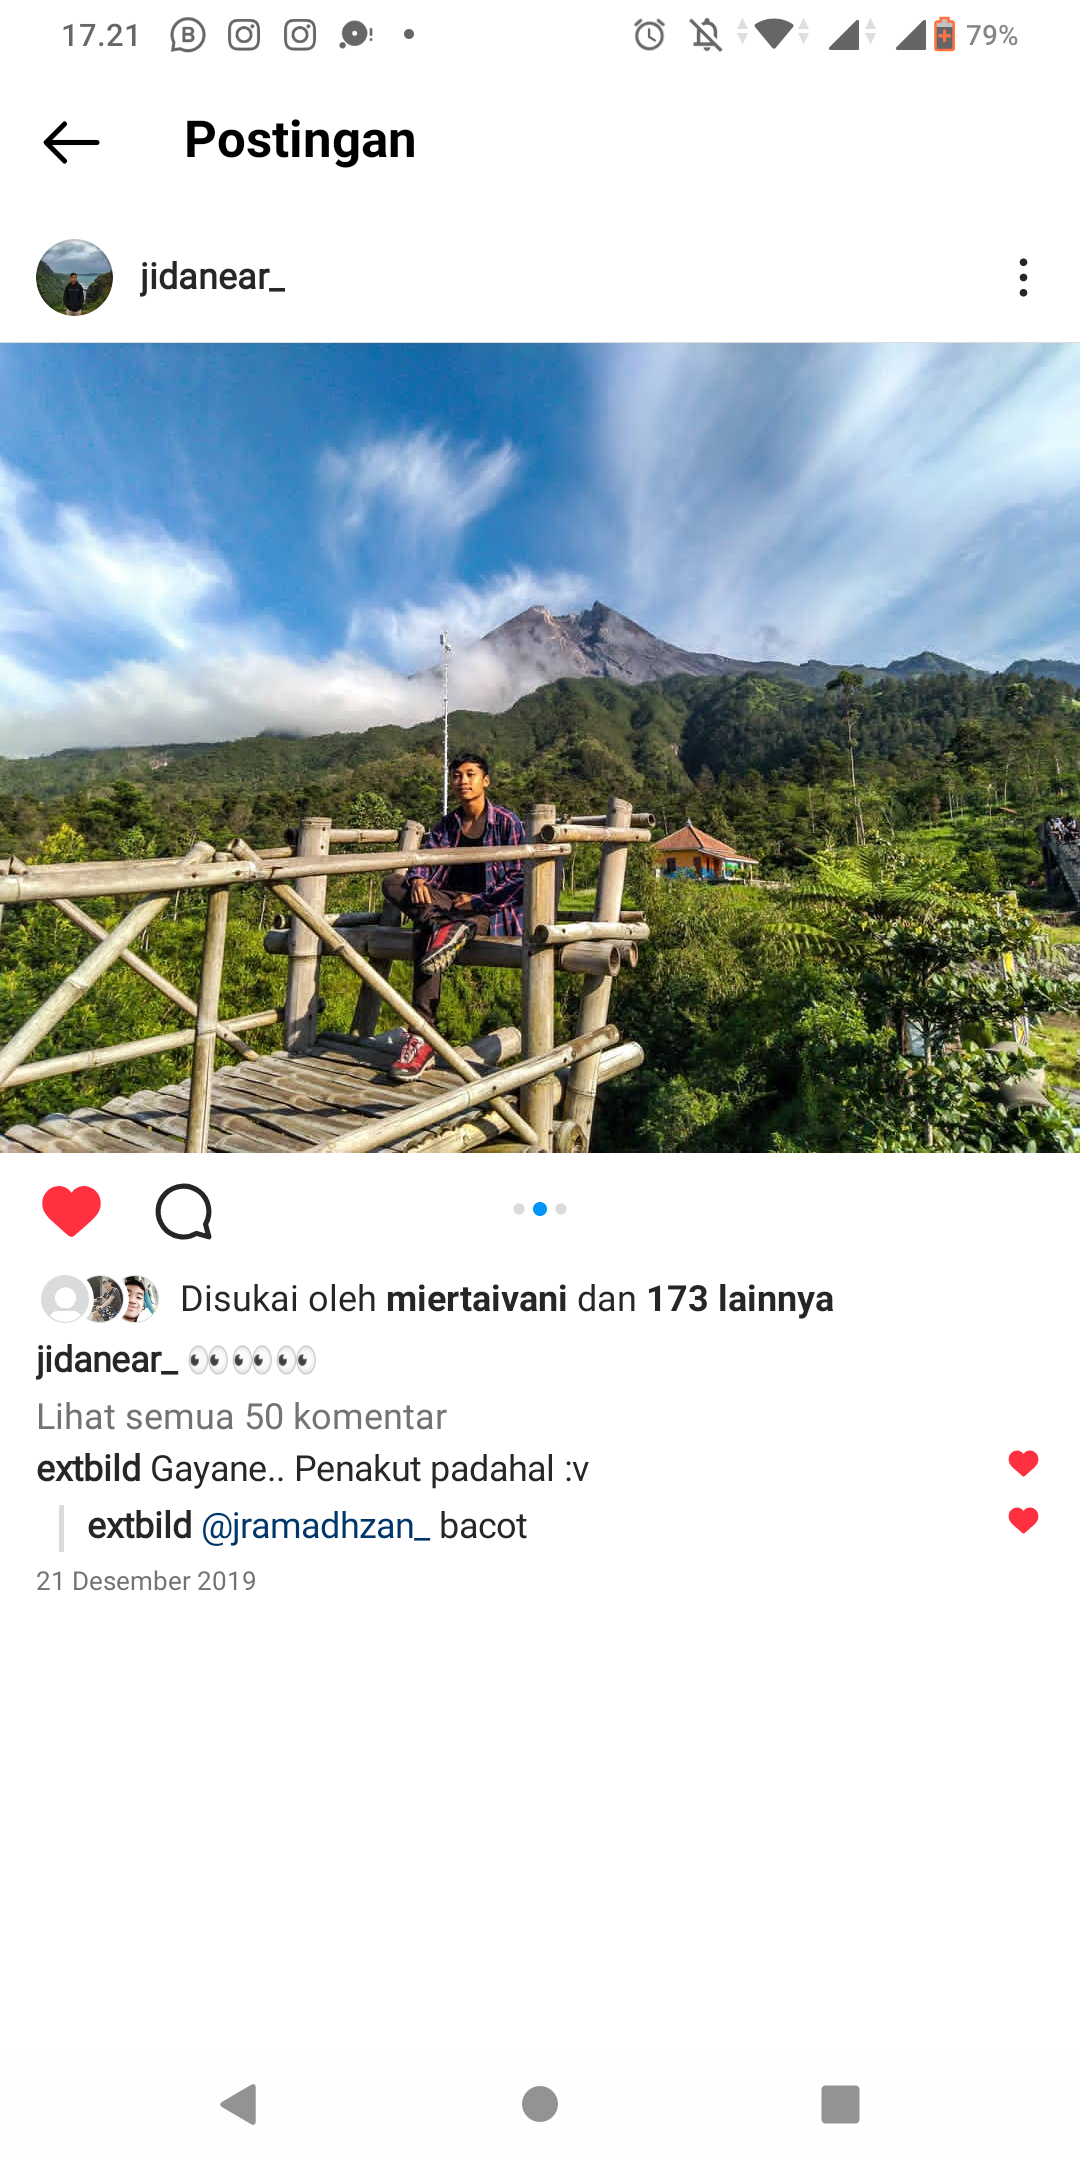 17.21
79%
Postingan
jidanear_
Disukai oleh miertaivani dan 173 lainnya
jidanear_ 👀👀👀
Lihat semua 50 komentar
extbild Gayane.. Penakut padahal :v
extbild @jramadhzan_ bacot
21 Desember 2019